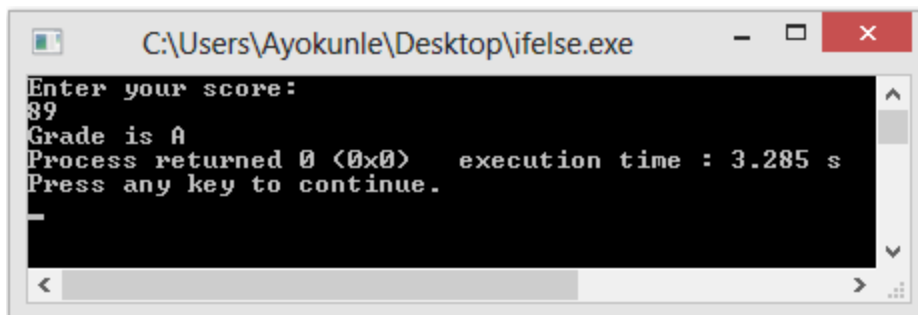 C:\Users\Ayokunle\Desktop\ifelse.exe
Enter your score:
89
Grade is A
Process returned 0 (0x0)   execution time : 3.285 s
Press any key to continue.